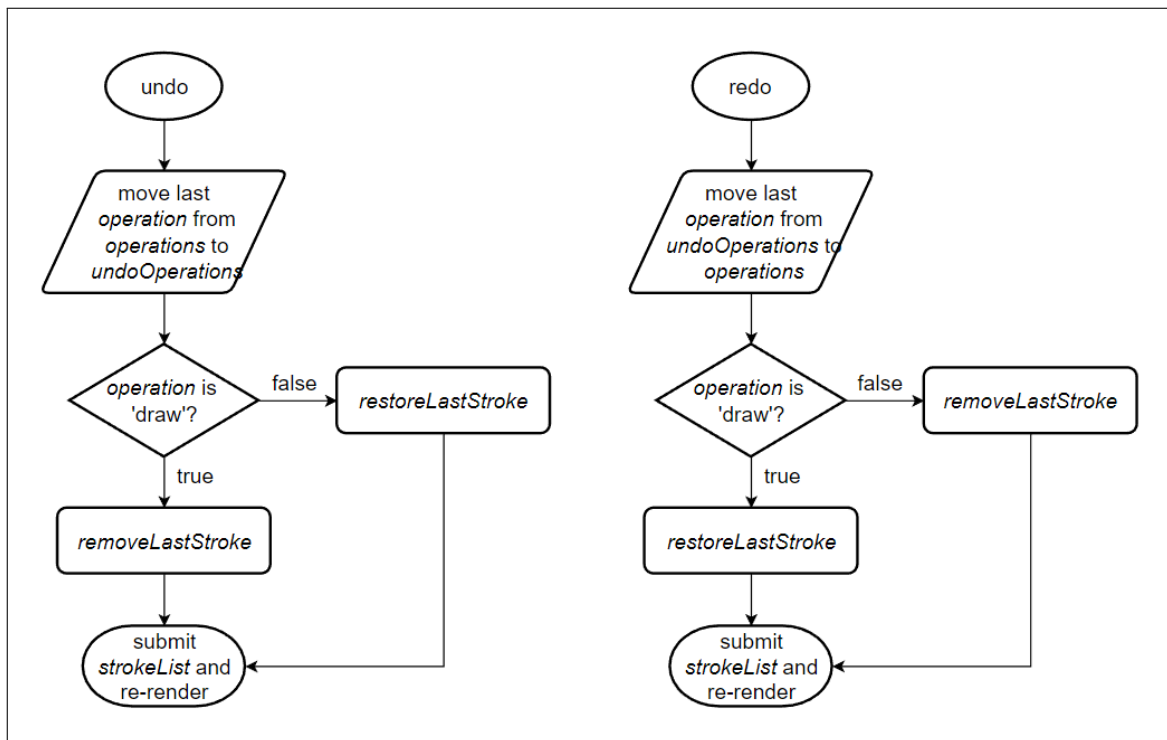 undo
move last
operation from
operations to
undoOperations
operation is
'draw'?
false
restoreLastStroke
true
removeLastStroke
submit
strokeList and
re-render
redo
move last
operation from
undoOperations to
operations
operation is
'draw'?
false
removeLastStroke
true
restoreLastStroke
submit
strokeList and
re-render